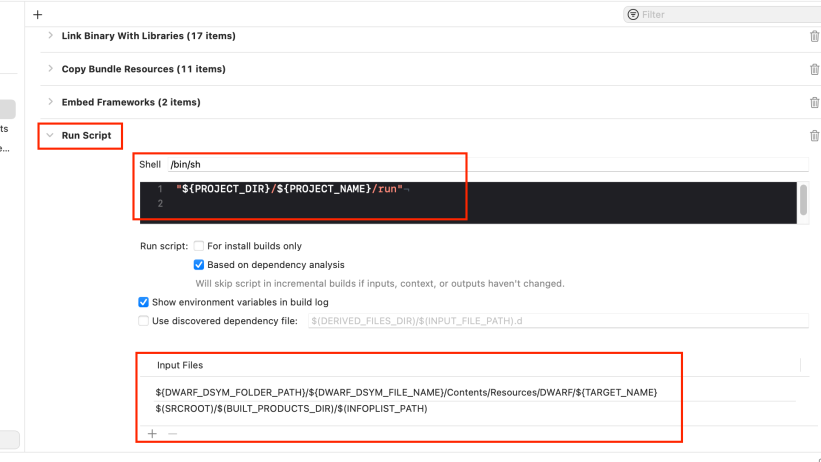 +
Filter
Link Binary With Libraries (17 items)
Copy Bundle Resources (11 items)
Embed Frameworks (2 items)
ts
e...
Run Script
Shell /bin/sh
1 "${PROJECT_DIR}/${PROJECT_NAME}/run"¬
2
Run script: For install builds only
Based on dependency analysis
Will skip script in incremental builds if inputs, context, or outputs haven't changed.
Show environment variables in build log
Use discovered dependency file: $(DERIVED_FILES_DIR)/$(INPUT_FILE_PATH).d
Input Files
${DWARF_DSYM_FOLDER_PATH}/${DWARF_DSYM_FILE_NAME}/Contents/Resources/DWARF/${TARGET_NAME}
$(SRCROOT)/$(BUILT_PRODUCTS_DIR)/$(INFOPLIST_PATH)
+ —